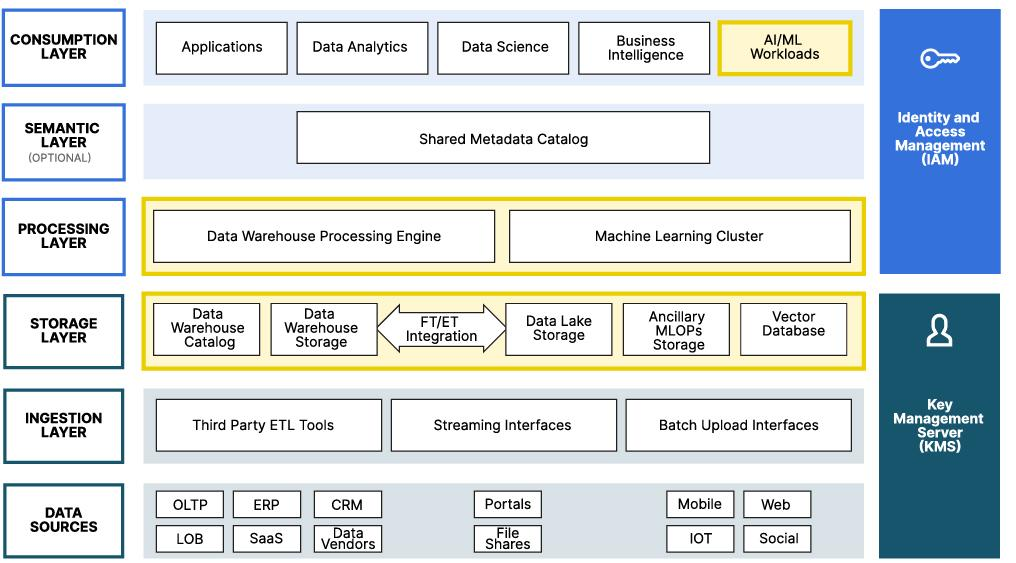 CONSUMPTION
LAYER
Applications
Data Analytics
Data Science
Business
Intelligence
AI/ML
Workloads
SEMANTIC
LAYER
(OPTIONAL)
Shared Metadata Catalog
Identity and
Access
Management
(IAM)
PROCESSING
LAYER
Data Warehouse Processing Engine
Machine Learning Cluster
STORAGE
LAYER
Data
Warehouse
Catalog
Data
Warehouse
Storage
FT/ET
Integration
Data Lake
Storage
Ancillary
MLOPs
Storage
Vector
Database
INGESTION
LAYER
Third Party ETL Tools
Streaming Interfaces
Batch Upload Interfaces
Key
Management
Server
(KMS)
DATA
SOURCES
OLTP
ERP
CRM
Portals
Mobile
Web
LOB
SaaS
Data
Vendors
File
Shares
IOT
Social